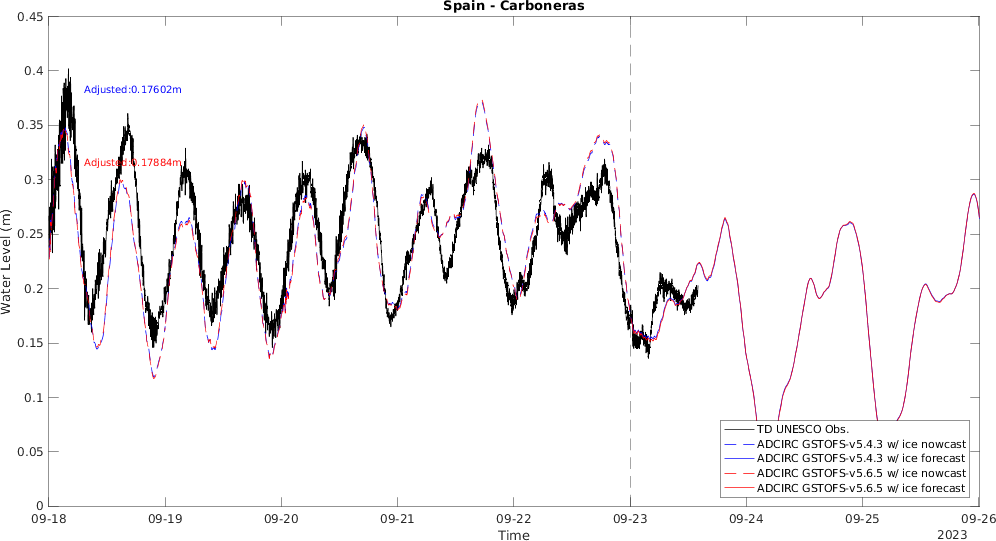 Spain - Carboneras
0.45
0.4
0.35
0.3
0.25
0.2
0.15
0.1
0.05
0
Water Level (m)
Adjusted:0.17602m
Adjusted:0.17884m
TD UNESCO Obs.
ADCIRC GSTOFS-v5.4.3 w/ ice nowcast
ADCIRC GSTOFS-v5.4.3 w/ ice forecast
ADCIRC GSTOFS-v5.6.5 w/ ice nowcast
ADCIRC GSTOFS-v5.6.5 w/ ice forecast
09-18 09-19 09-20 09-21 09-22 09-23 09-24 09-25 09-26
Time
2023